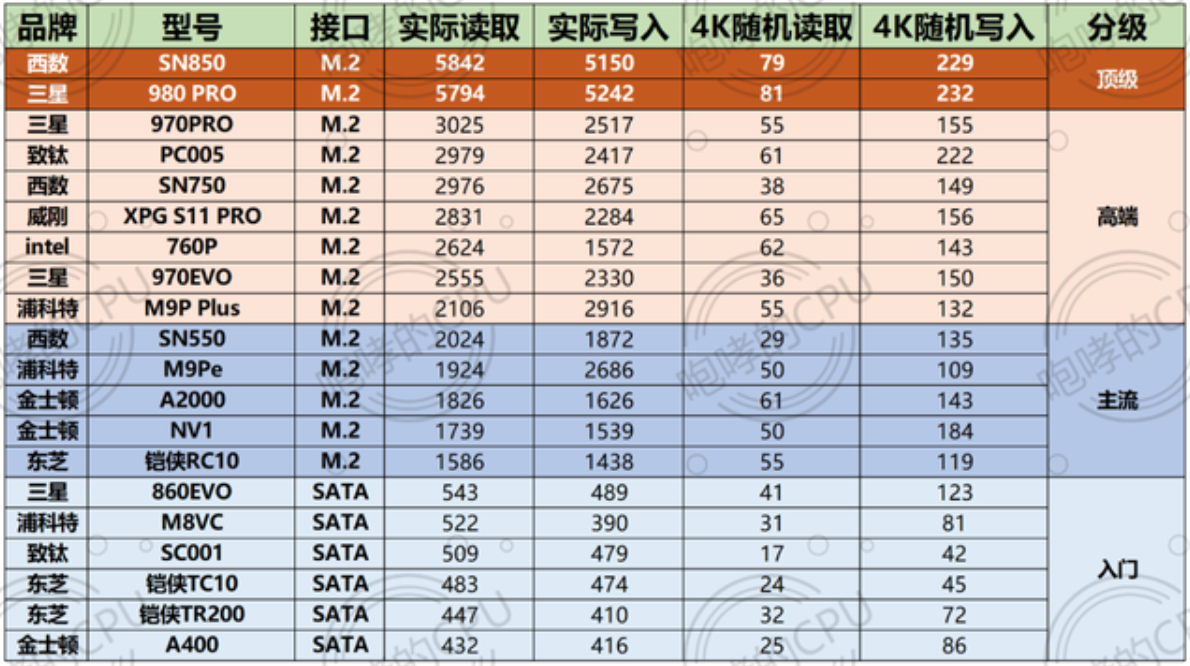 品牌 型号 接口 实际读取 实际写入 4K随机读取 4K随机写入 分级
西数 SN850 M.2 5842 5150 79 229 顶级
三星 980 PRO M.2 5794 5242 81 232
三星 970PRO M.2 3025 2517 55 155 高端
致钛 PC005 M.2 2979 2417 61 222
西数 SN750 M.2 2976 2675 38 149
威刚 XPG S11 PRO M.2 2831 2284 65 156
intel 760P M.2 2624 1572 62 143
三星 970EVO M.2 2555 2330 36 150
浦科特 M9P Plus M.2 2106 2916 55 132
西数 SN550 M.2 2024 1872 29 135 主流
浦科特 M9Pe M.2 1924 2686 50 109
金士顿 A2000 M.2 1826 1626 61 143
金士顿 NV1 M.2 1739 1539 50 184
东芝 铠侠RC10 M.2 1586 1438 55 119
三星 860EVO SATA 543 489 41 123 入门
浦科特 M8VC SATA 522 390 31 81
致钛 SC001 SATA 509 479 17 42
东芝 铠侠TC10 SATA 483 474 24 45
东芝 铠侠TR200 SATA 447 410 32 72
金士顿 A400 SATA 432 416 25 86
咆哮的CPU